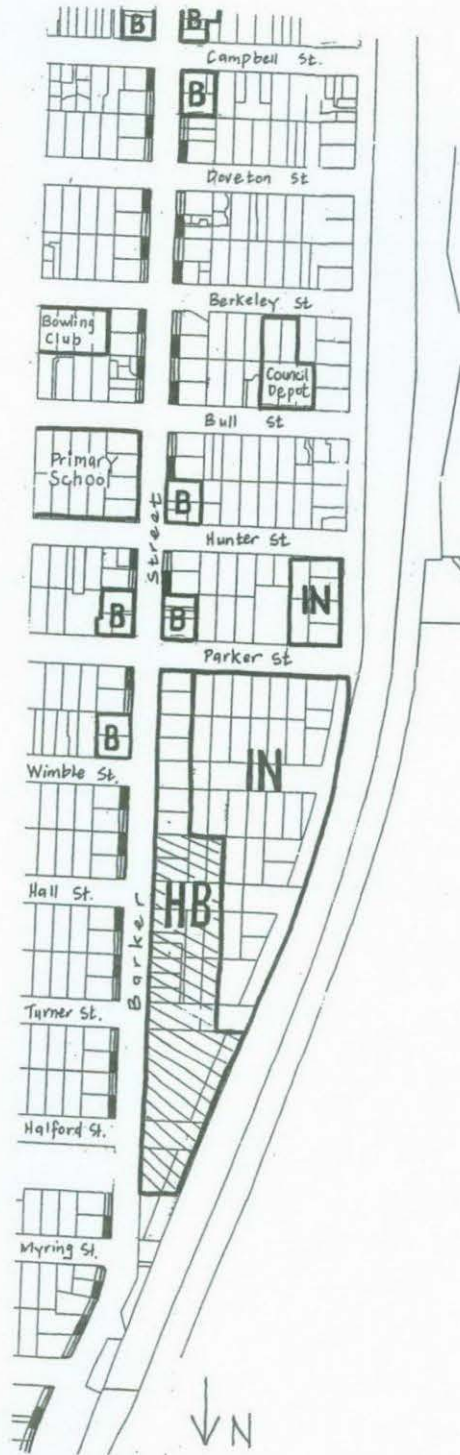 B
B
Campbell St.
B
Doveton St
Berkeley St
Bowling
Club
Council
Depot
Bull St
Primary
School
B
Street
Hunter St
B
B
IN
Parker St
B
IN
Wimble St.
HB
Hall St.
Barker
Turner St.
Halford St.
Myring St.
N